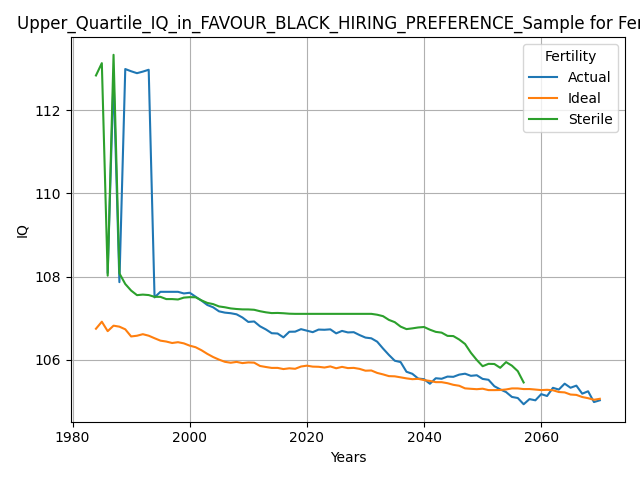 Upper_Quartile_IQ_in_FAVOUR_BLACK_HIRING_PREFERENCE_Sample for Fer
Fertility
Actual
Ideal
Sterile
112
110
108
106
IQ
1980
2000
2020
2040
2060
Years